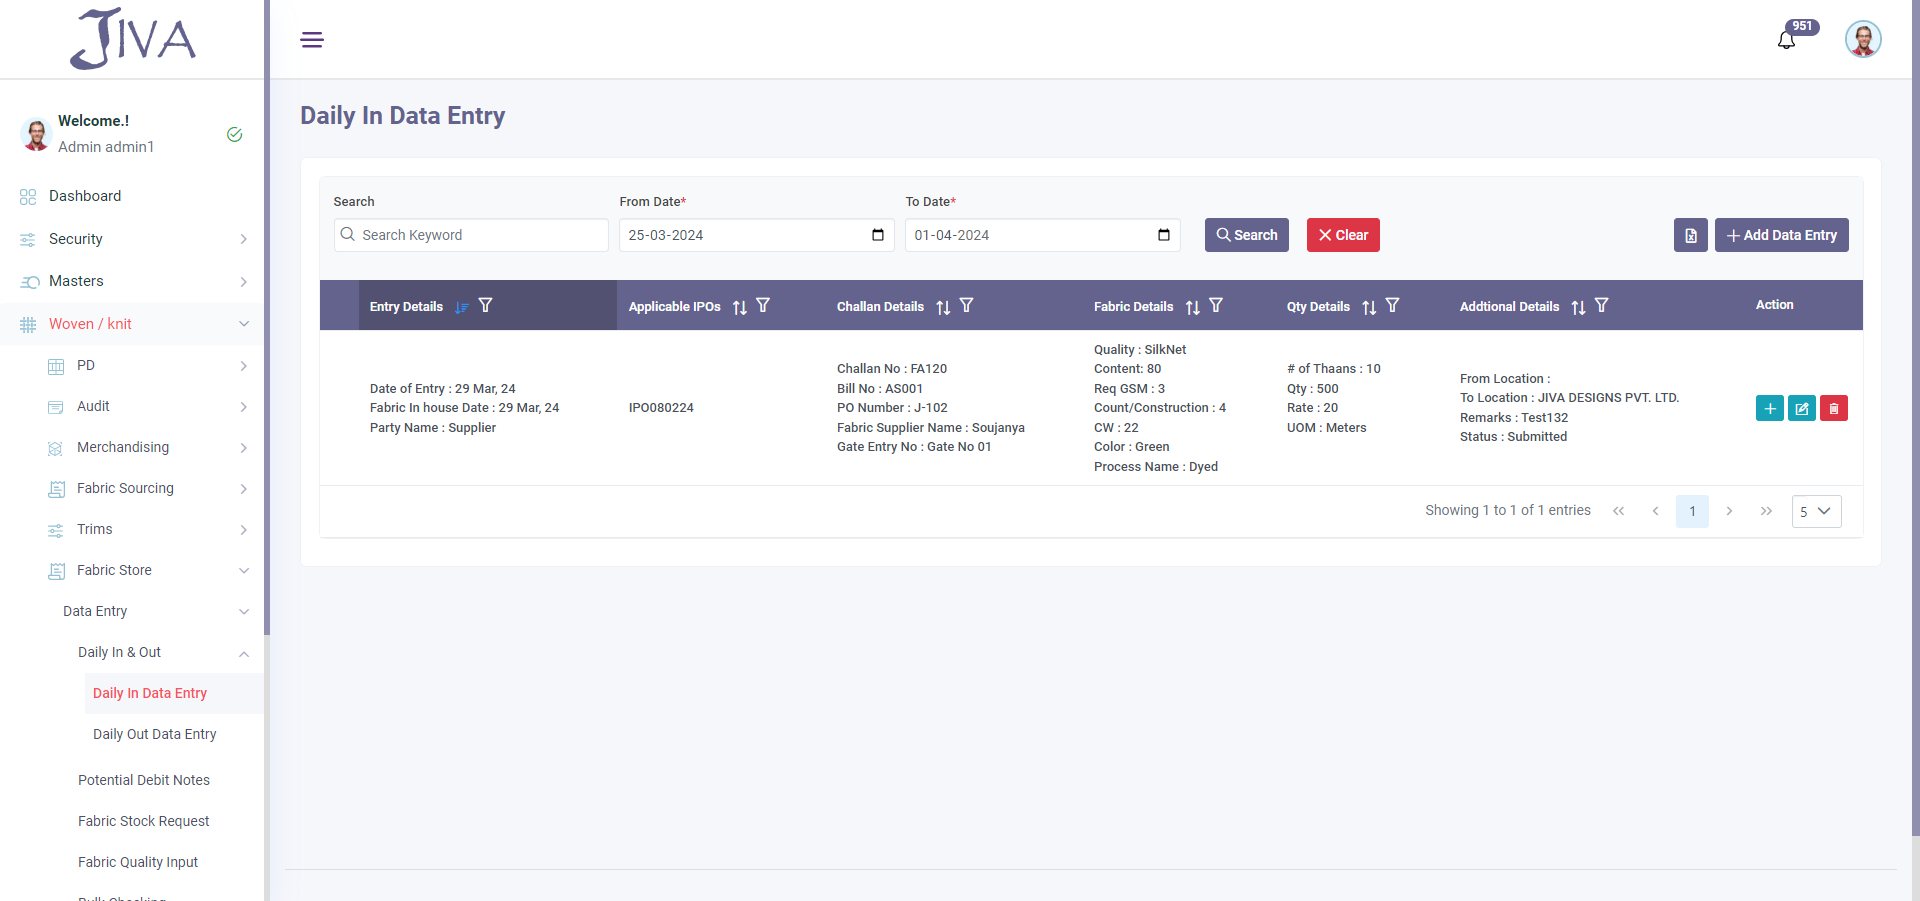 JIVA
951
Welcome.!
Admin admin1
Dashboard
Security
Masters
Woven / knit
PD
Audit
Merchandising
Fabric Sourcing
Trims
Fabric Store
Data Entry
Daily In & Out
Daily In Data Entry
Daily Out Data Entry
Potential Debit Notes
Fabric Stock Request
Fabric Quality Input
Daily In Data Entry
Search
From Date*
To Date*
Search Keyword
25-03-2024
01-04-2024
Search
Clear
Add Data Entry
Entry Details
Applicable IPOs
Challan Details
Fabric Details
Qty Details
Addtional Details
Action
Date of Entry : 29 Mar, 24
Fabric In house Date : 29 Mar, 24
Party Name : Supplier
IPO080224
Challan No : FA120
Bill No : AS001
PO Number : J-102
Fabric Supplier Name : Soujanya
Gate Entry No : Gate No 01
Quality : SilkNet
Content: 80
Req GSM : 3
Count/Construction : 4
CW : 22
Color : Green
Process Name : Dyed
# of Thaans : 10
Qty : 500
Rate : 20
UOM : Meters
From Location :
To Location : JIVA DESIGNS PVT. LTD.
Remarks : Test132
Status : Submitted
Showing 1 to 1 of 1 entries
1
5